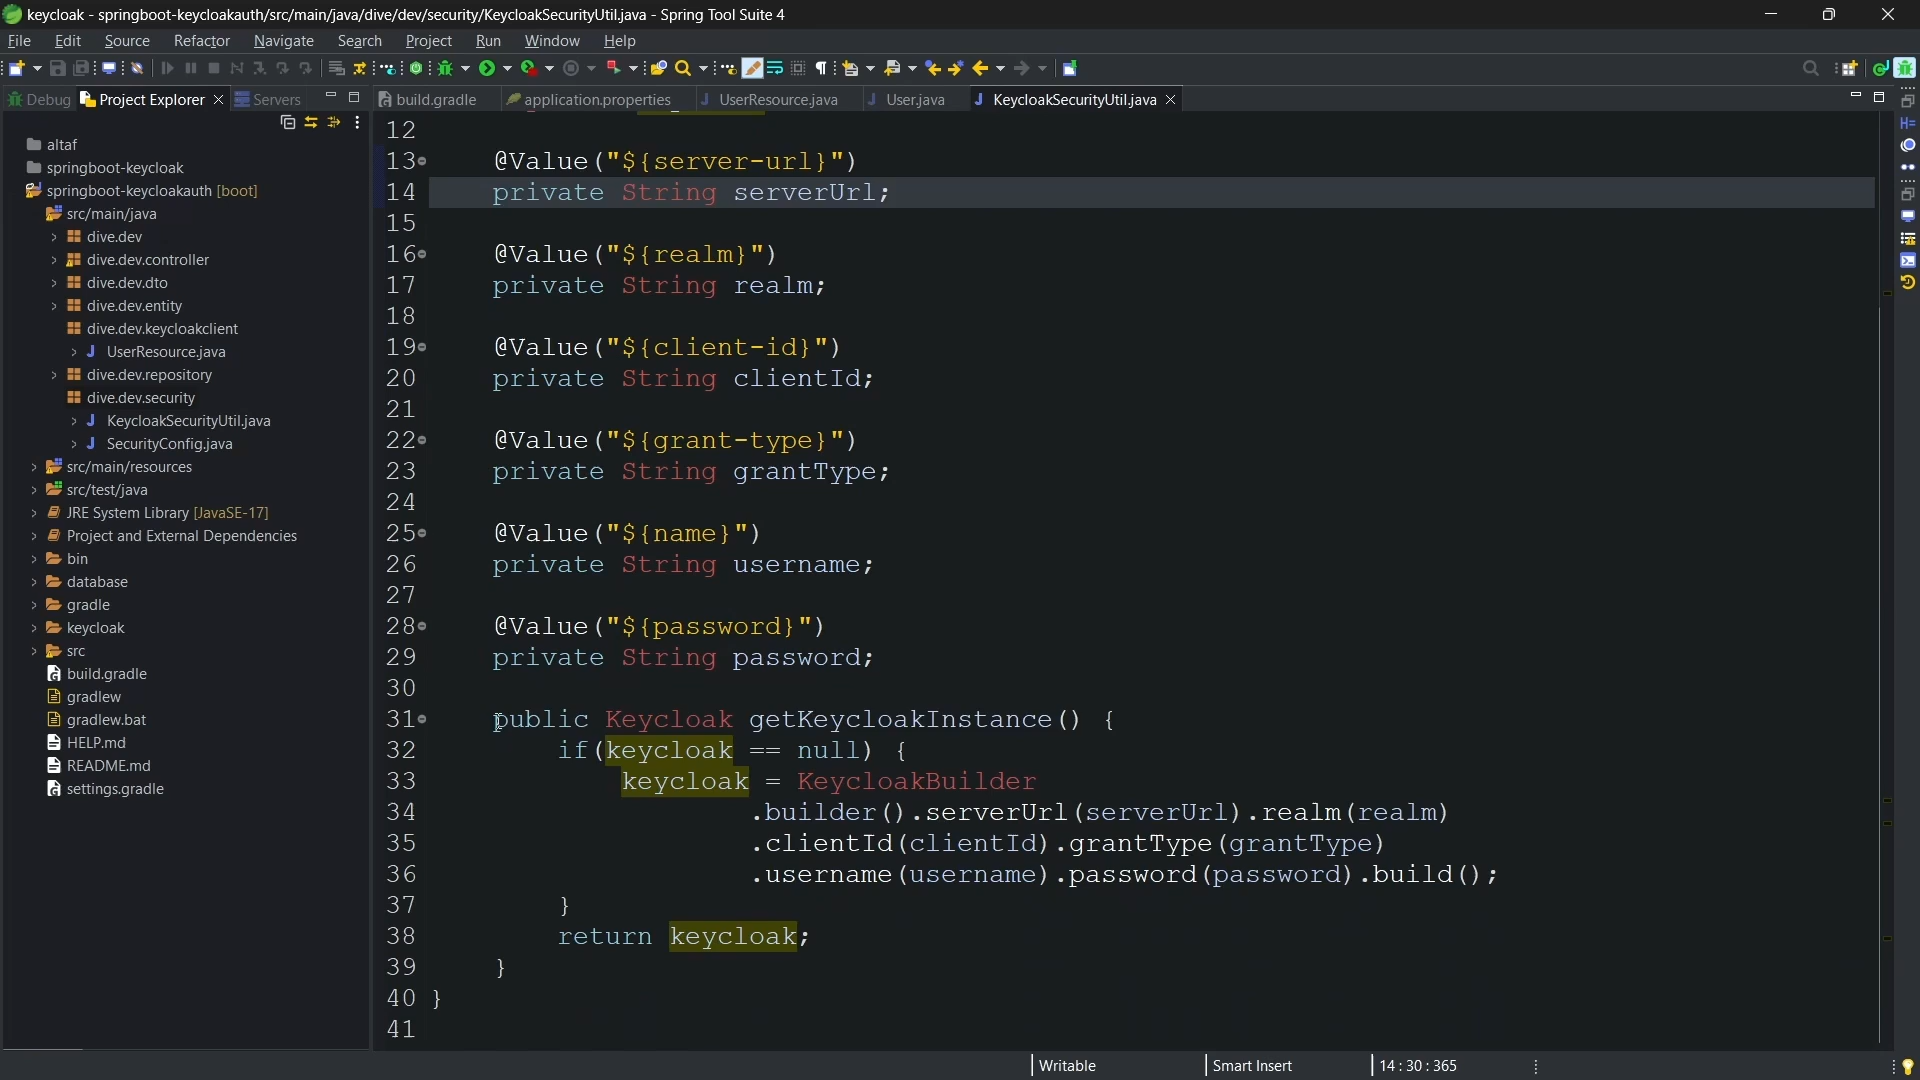 keycloak - springboot-keycloakauth/src/main/java/dive/dev/security/KeycloakSecurityUtil.java - Spring Tool Suite 4
File Edit Source Refactor Navigate Search Project Run Window Help
Debug Project Explorer Servers
build.gradle application.properties UserResource.java User.java KeycloakSecurityUtil.java
altaf
springboot-keycloak
springboot-keycloakauth [boot]
src/main/java
dive.dev
dive.dev.controller
dive.dev.dto
dive.dev.entity
dive.dev.keycloakclient
UserResource.java
dive.dev.repository
dive.dev.security
KeycloakSecurityUtil.java
SecurityConfig.java
src/main/resources
src/test/java
JRE System Library [JavaSE-17]
Project and External Dependencies
bin
database
gradle
keycloak
src
build.gradle
gradlew
gradlew.bat
HELP.md
README.md
settings.gradle
12
13 @Value("${server-url}")
14 private String serverUrl;
15
16 @Value("${realm}")
17 private String realm;
18
19 @Value("${client-id}")
20 private String clientId;
21
22 @Value("${grant-type}")
23 private String grantType;
24
25 @Value("${name}")
26 private String username;
27
28 @Value("${password}")
29 private String password;
30
31 public Keycloak getKeycloakInstance() {
32 if(keycloak == null) {
33 keycloak = KeycloakBuilder
34 .builder().serverUrl(serverUrl).realm(realm)
35 .clientId(clientId).grantType(grantType)
36 .username(username).password(password).build();
37 }
38 return keycloak;
39 }
40 }
41
Writable Smart Insert 14 : 30 : 365